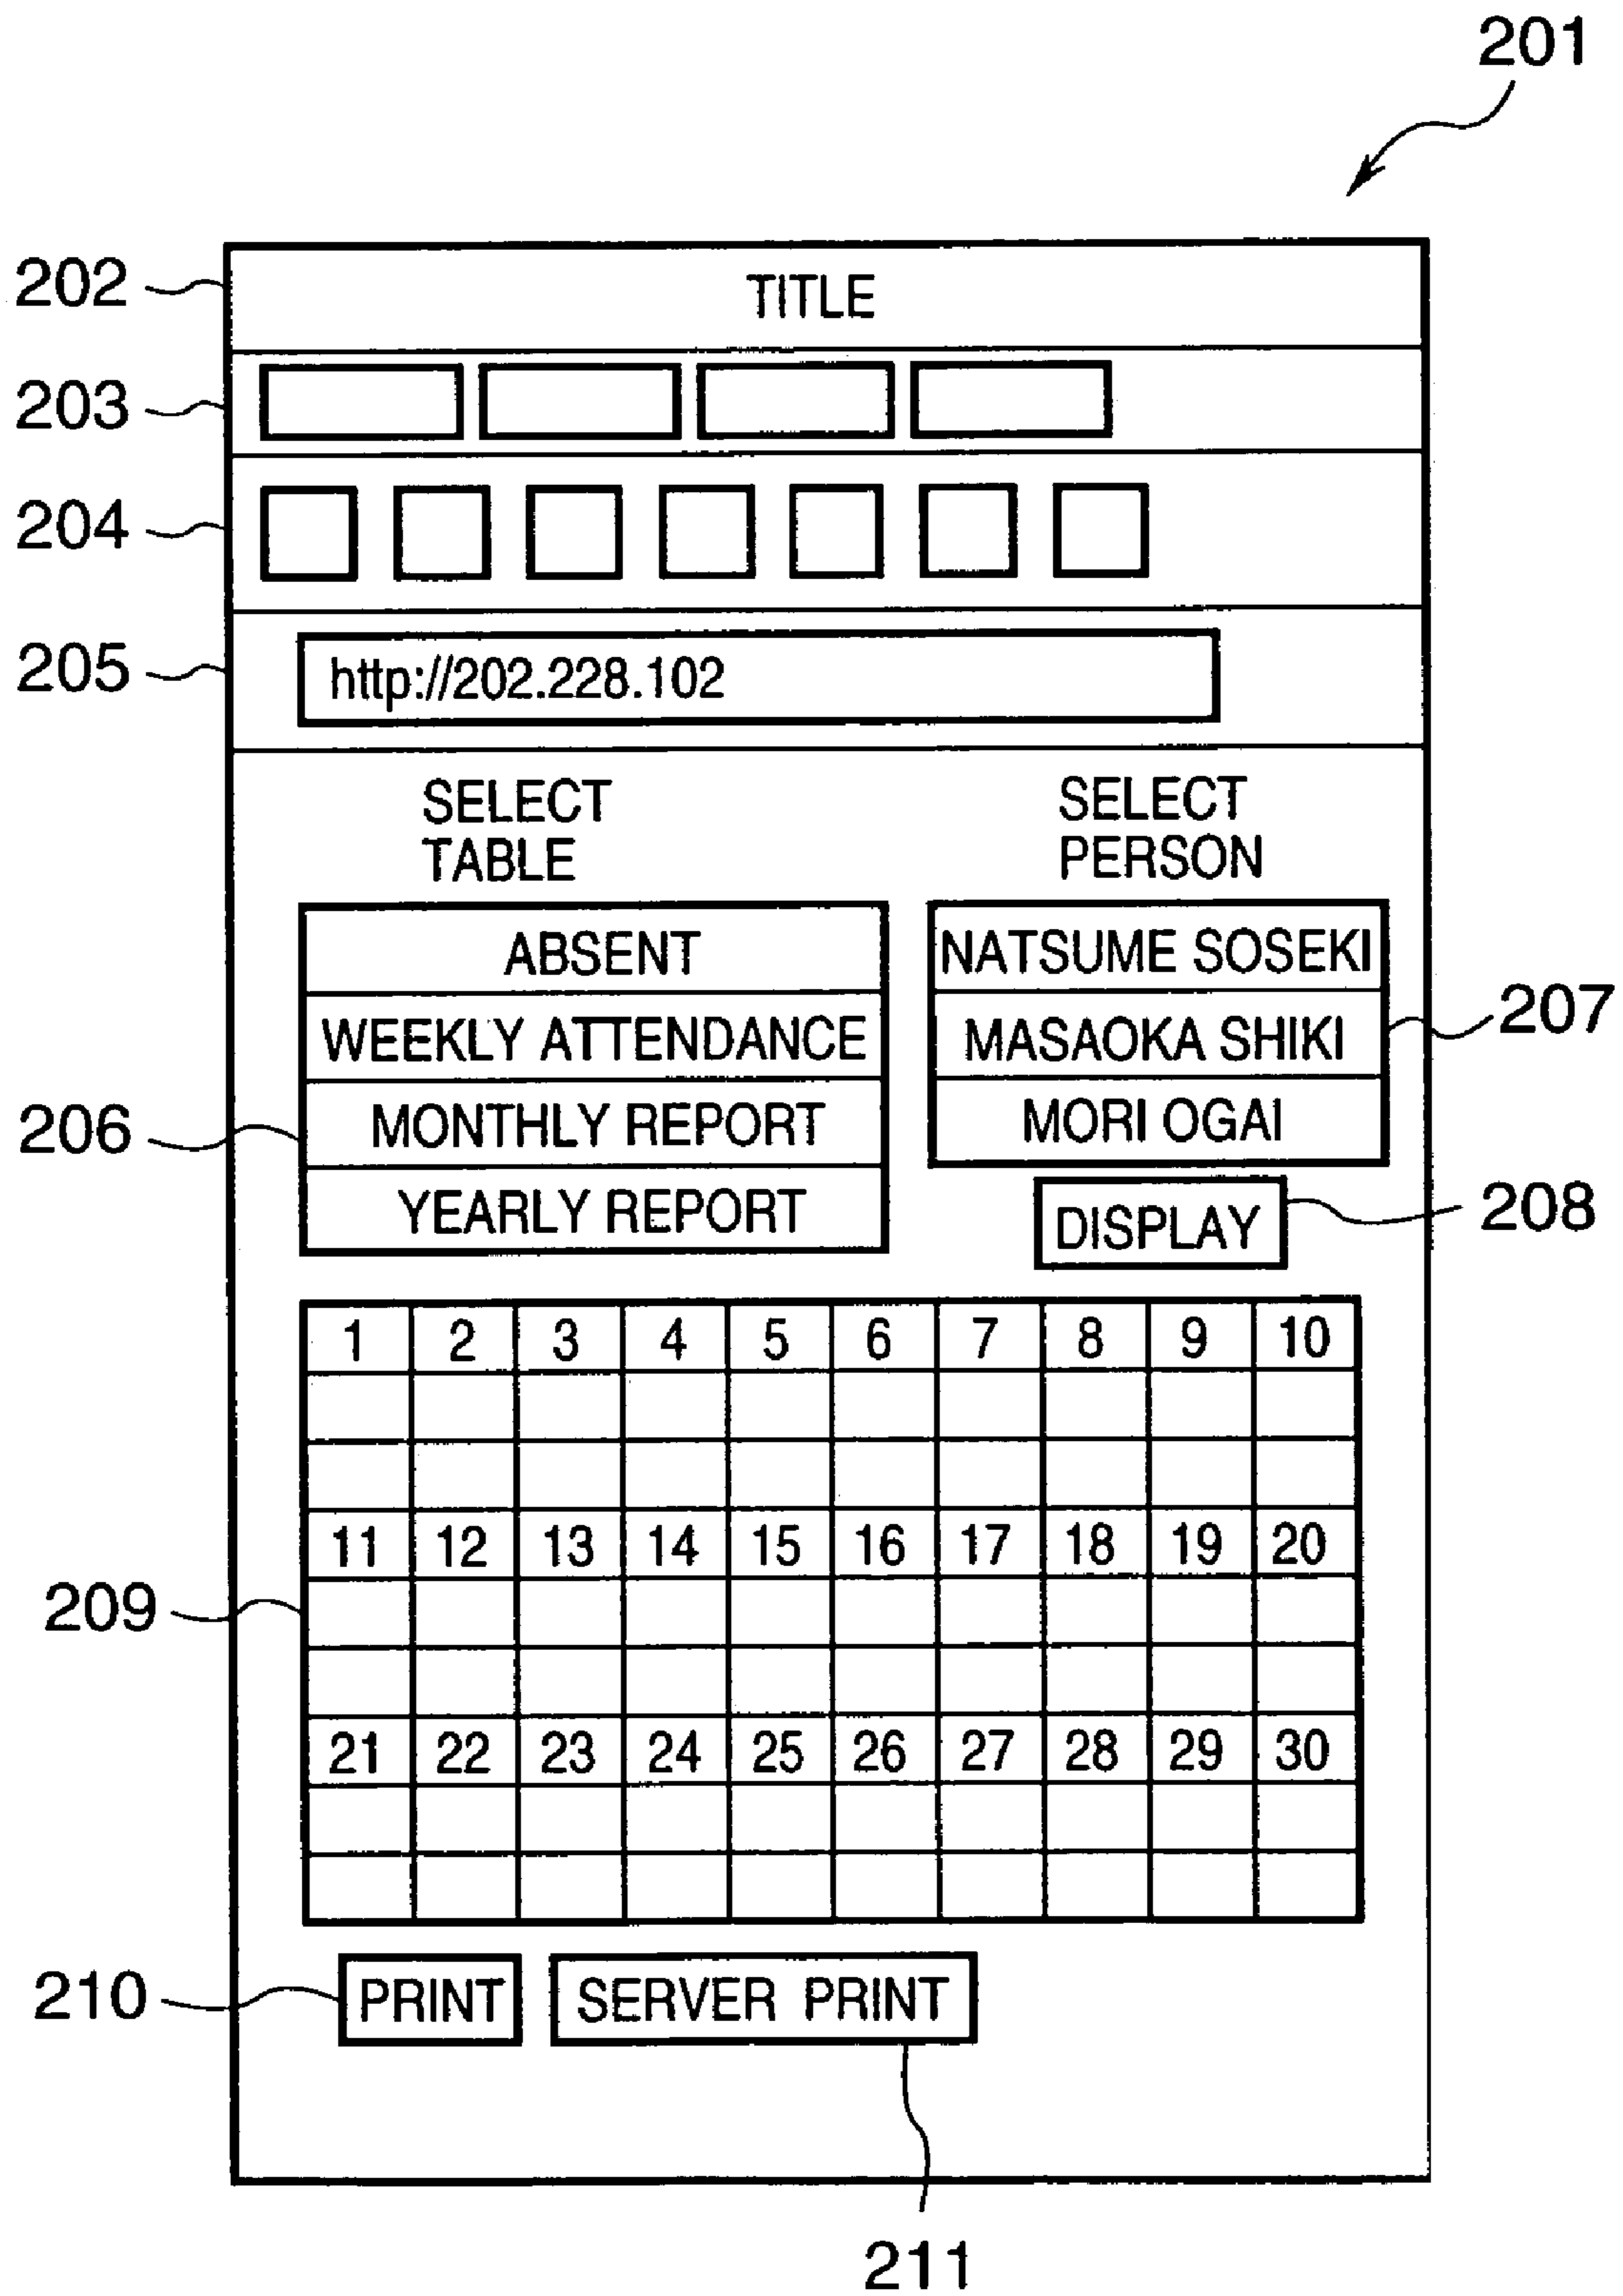 201
202
TITLE
203
204
205
http://202.228.102
SELECT
TABLE
SELECT
PERSON
ABSENT
WEEKLY ATTENDANCE
MONTHLY REPORT
YEARLY REPORT
206
NATSUME SOSEKI
MASAOKA SHIKI
MORI OGAI
207
DISPLAY
208
1 2 3 4 5 6 7 8 9 10
11 12 13 14 15 16 17 18 19 20
209
21 22 23 24 25 26 27 28 29 30
210
PRINT
SERVER PRINT
211